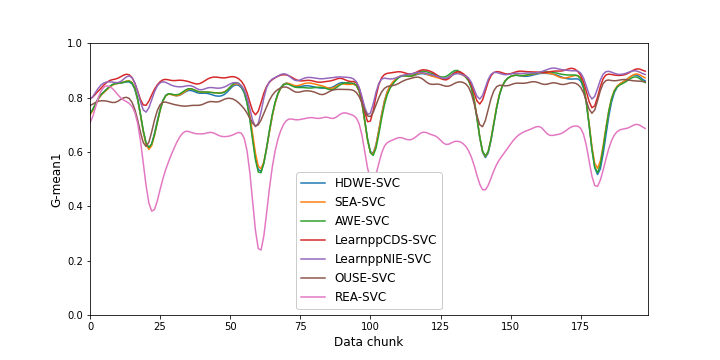 1.0
0.8
0.6
0.4
0.2
0.0
G-mean1
HDWE-SVC
SEA-SVC
AWE-SVC
LearnppCDS-SVC
LearnppNIE-SVC
OUSE-SVC
REA-SVC
0 25 50 75 100 125 150 175
Data chunk